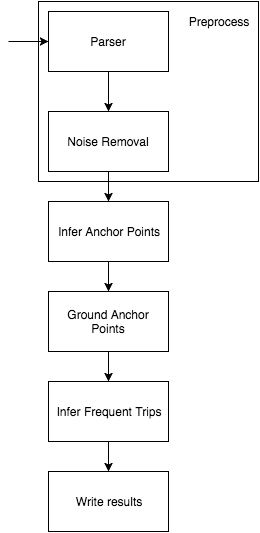 Preprocess
Parser
Noise Removal
Infer Anchor Points
Ground Anchor
Points
Infer Frequent Trips
Write results